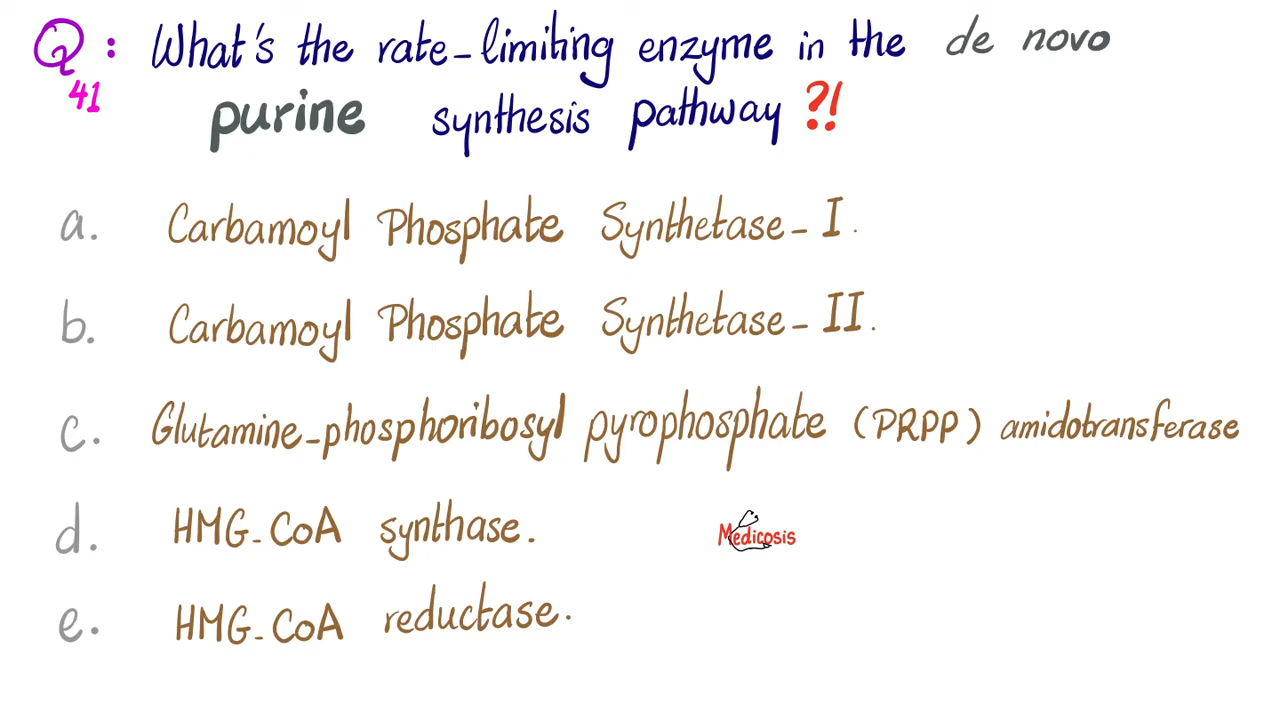 Q : What's the rate-limiting enzyme in the de novo
41
purine synthesis pathway ?!
a. Carbamoyl Phosphate Synthetase-I.
b. Carbamoyl Phosphate Synthetase-II.
c. Glutamine-phosphoribosyl pyrophosphate (PRPP) amidotransferase
d. HMG-CoA synthase.
Medicosis
e. HMG-CoA reductase.